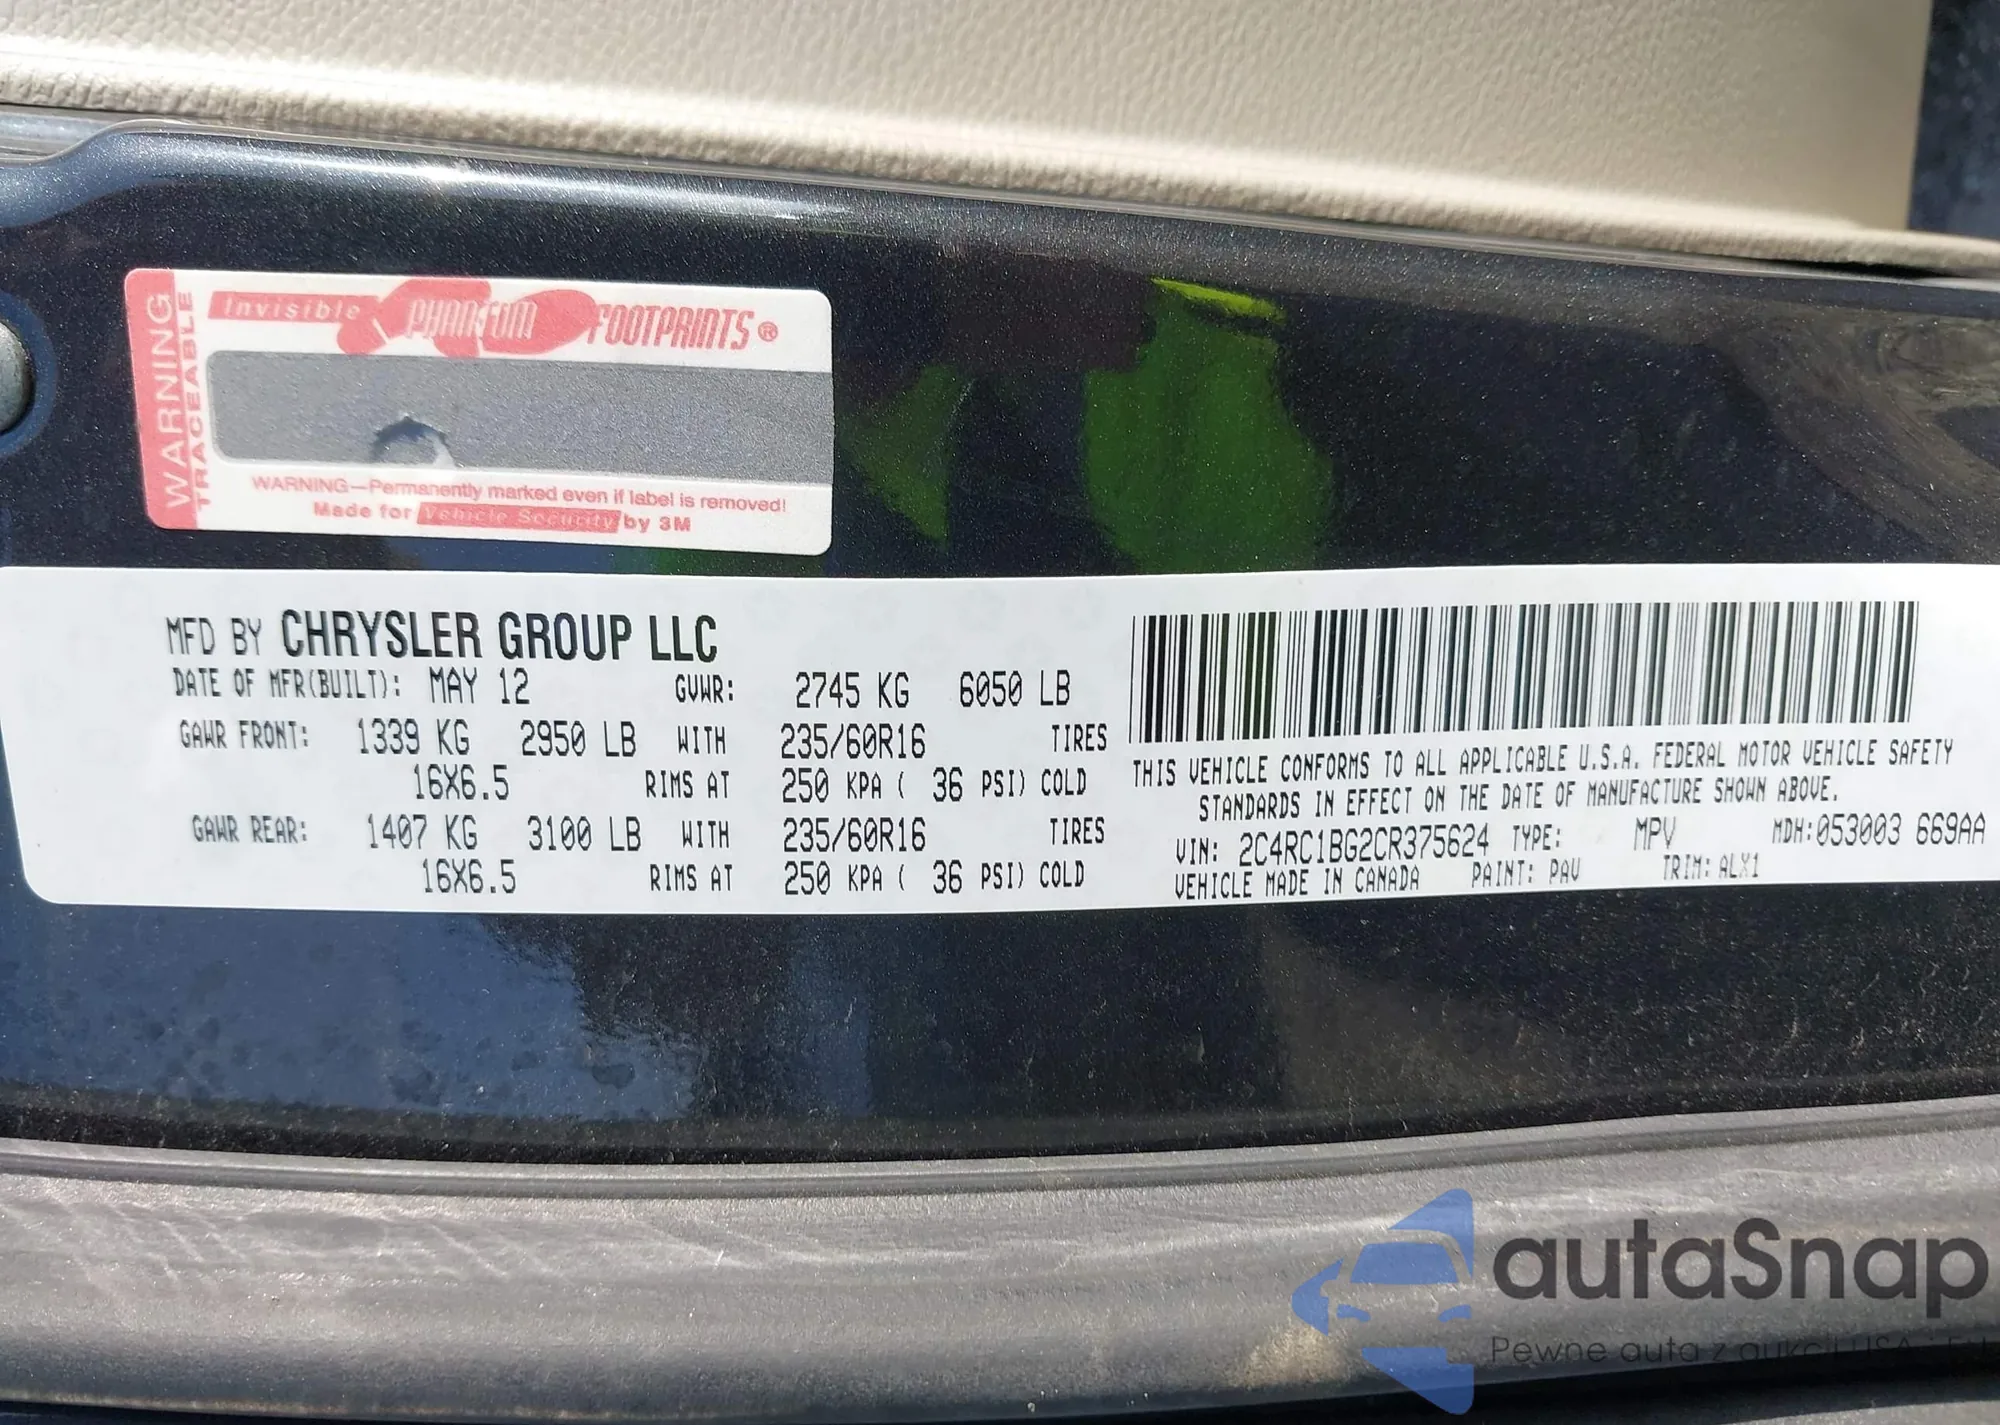 WARNING
TRACEABLE
Invisible PHANTOM FOOTPRINTS®
WARNING—Permanently marked even if label is removed!
Made for Vehicle Security by 3M
MFD BY CHRYSLER GROUP LLC
DATE OF MFR(BUILT): MAY 12 GVWR: 2745 KG 6050 LB
GAWR FRONT: 1339 KG 2950 LB WITH 235/60R16 TIRES
16X6.5 RIMS AT 250 KPA ( 36 PSI) COLD
GAWR REAR: 1407 KG 3100 LB WITH 235/60R16 TIRES
16X6.5 RIMS AT 250 KPA ( 36 PSI) COLD
THIS VEHICLE CONFORMS TO ALL APPLICABLE U.S.A. FEDERAL MOTOR VEHICLE SAFETY
STANDARDS IN EFFECT ON THE DATE OF MANUFACTURE SHOWN ABOVE.
VIN: 2C4RC1BG2CR375624 TYPE: MPV MDH:053003 669AA
VEHICLE MADE IN CANADA PAINT: PAV TRIM: ALX1
autaSnap
Pewne auta z aukcji USA